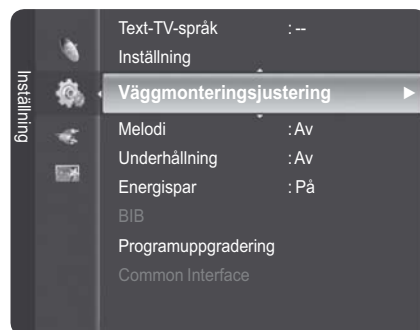 Inställning
Text-TV-språk : --
Inställning
Väggmonteringsjustering
Melodi : Av
Underhållning : Av
Energispar : På
BIB
Programuppgradering
Common Interface